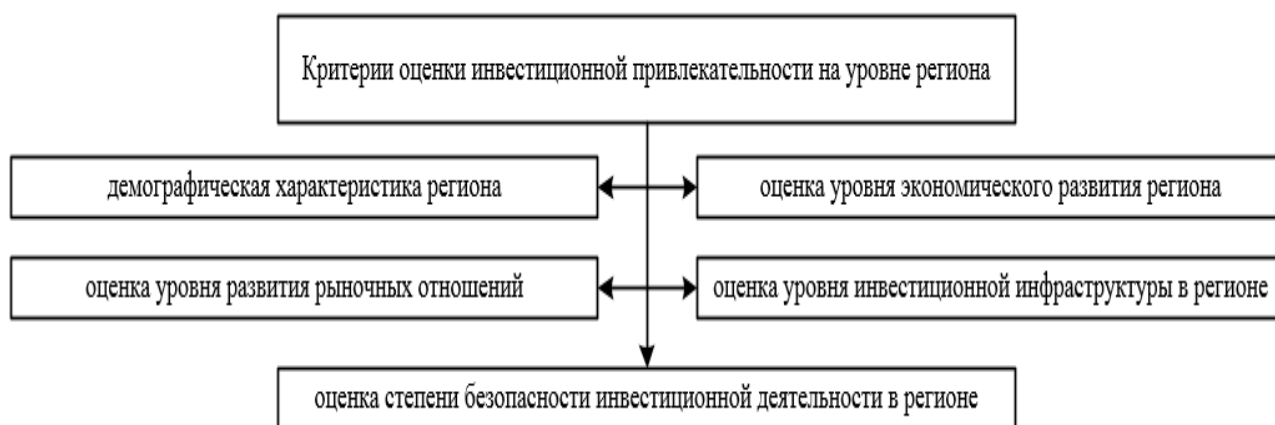 Критерии оценки инвестиционной привлекательности на уровне региона
демографическая характеристика региона
оценка уровня экономического развития региона
оценка уровня развития рыночных отношений
оценка уровня инвестиционной инфраструктуры в регионе
оценка степени безопасности инвестиционной деятельности в регионе